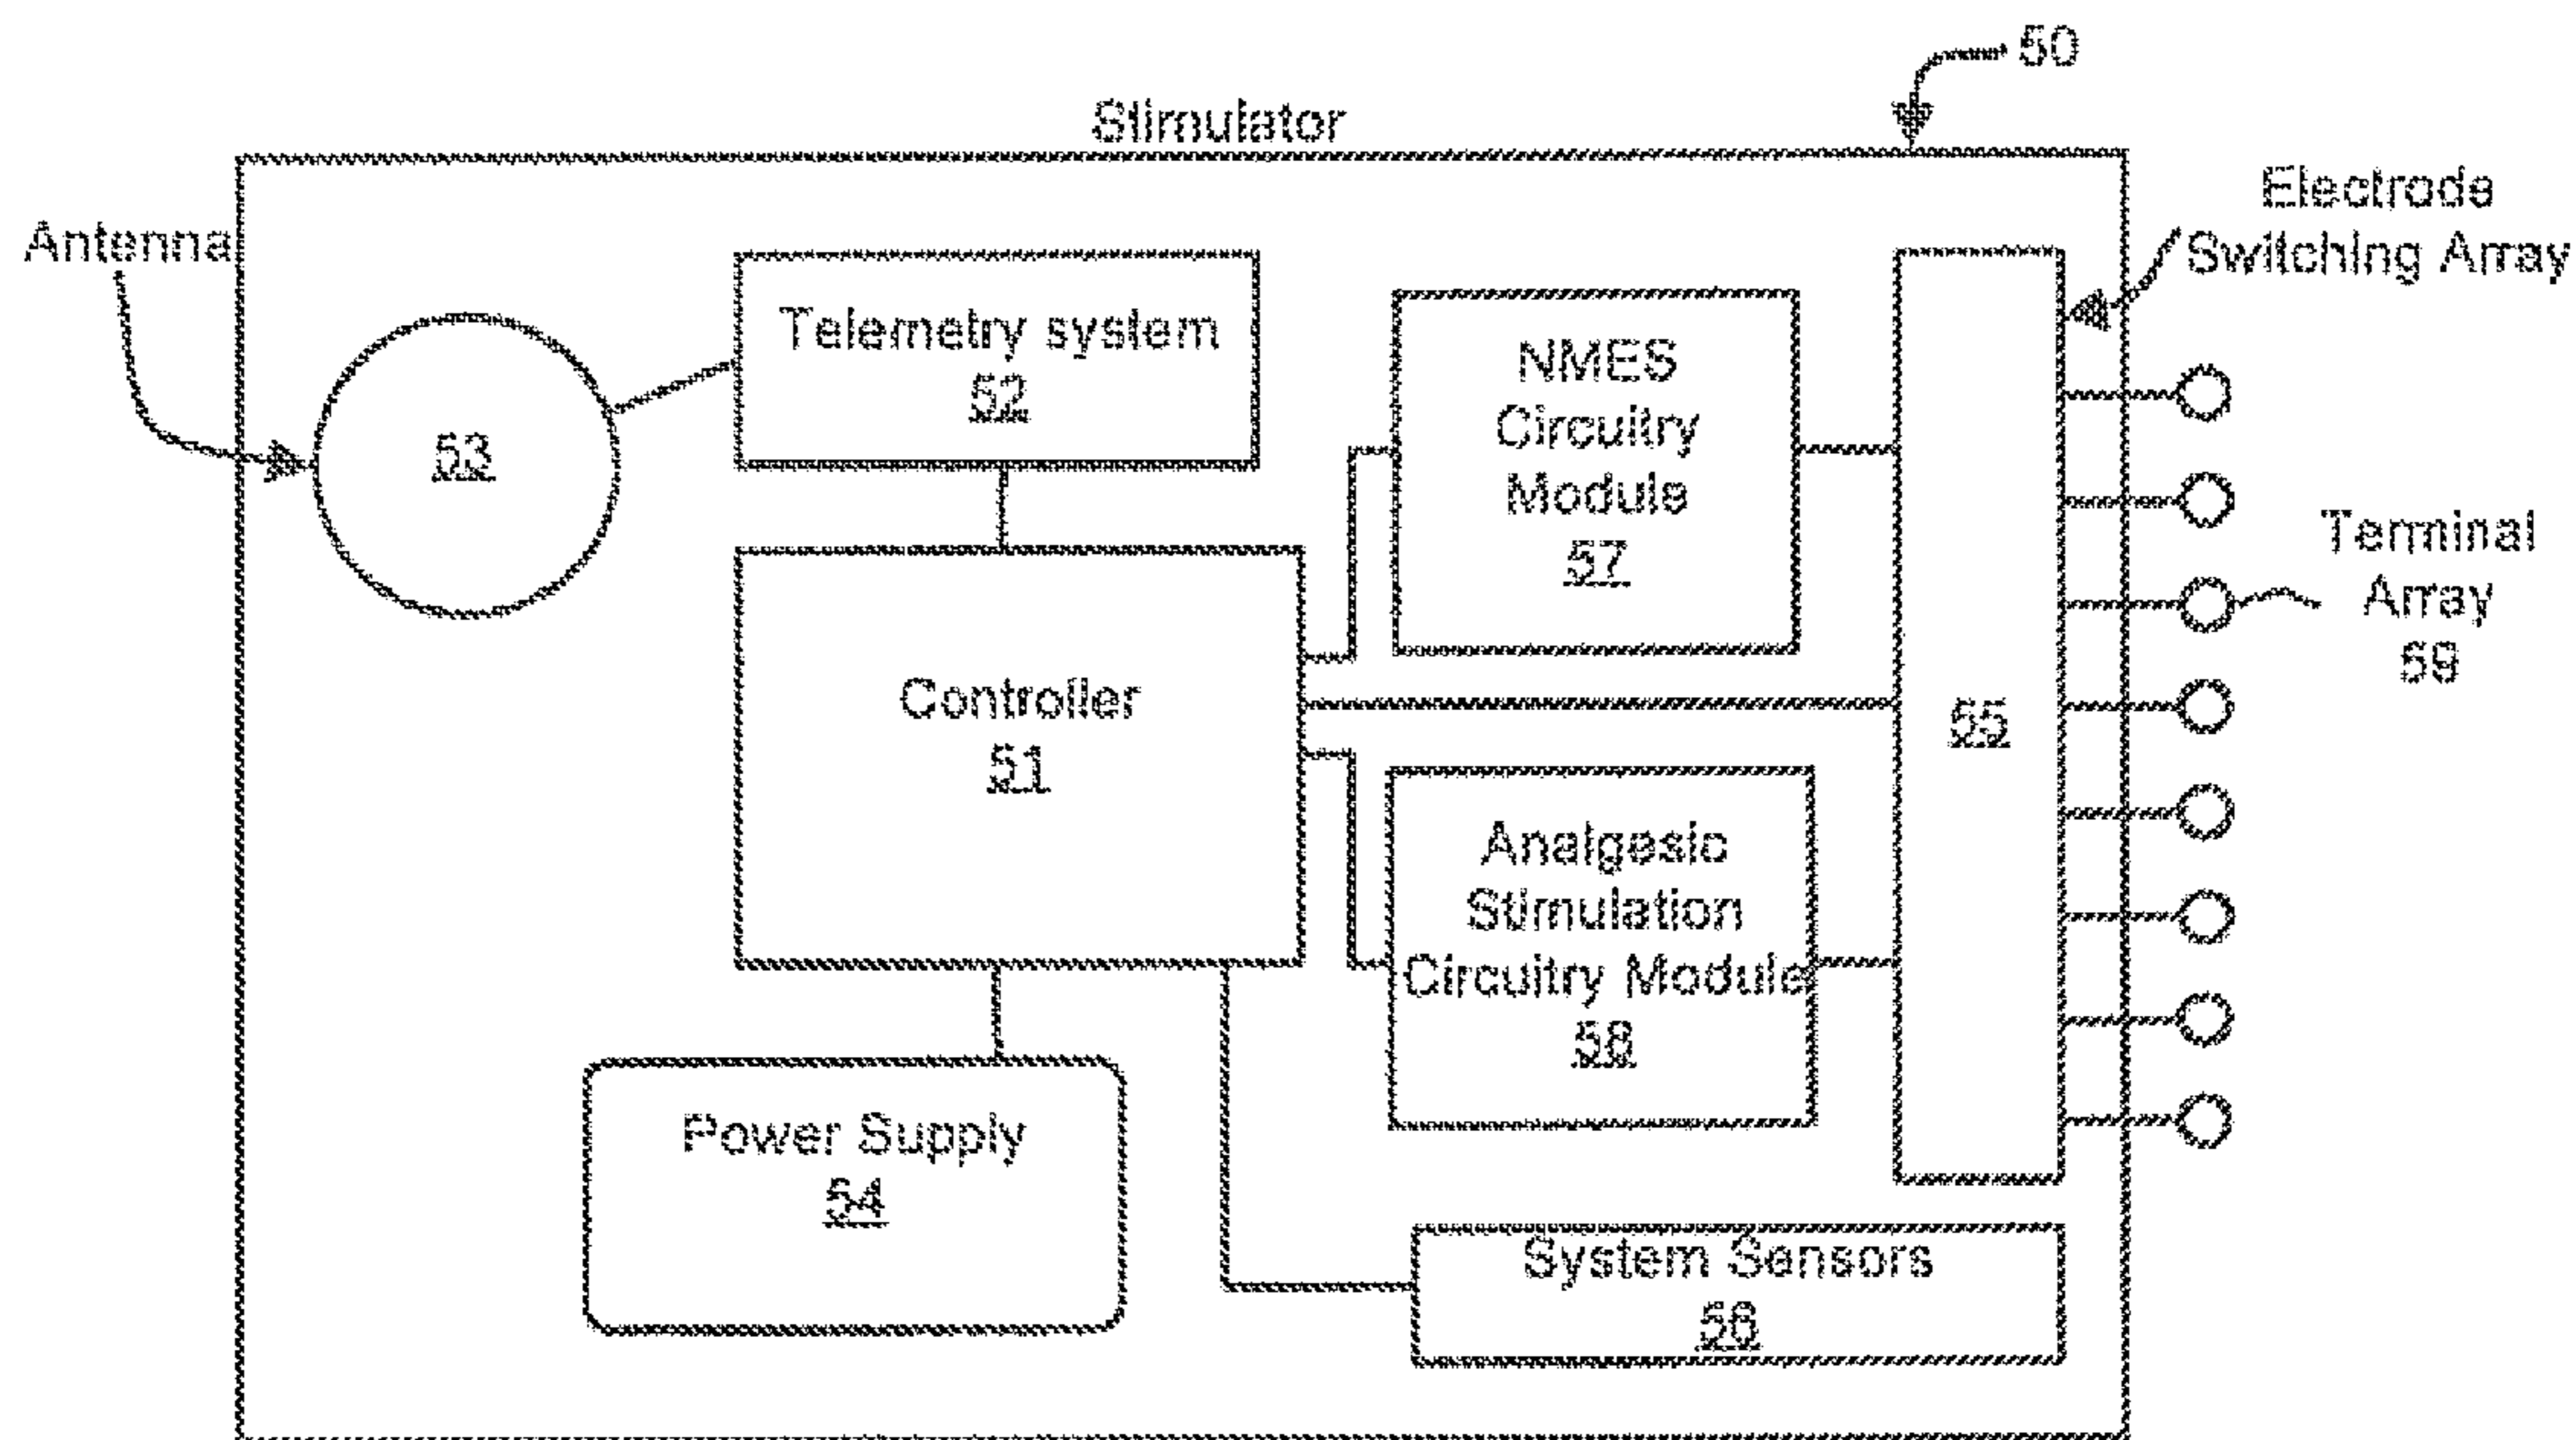 50
Stimulator
Electrode
Switching Array
Antenna
Telemetry system
52
53
NMES
Circuitry
Module
57
Terminal
Array
59
Controller
51
55
Analgesic
Stimulation
Circuitry Module
58
Power Supply
54
System Sensors
56